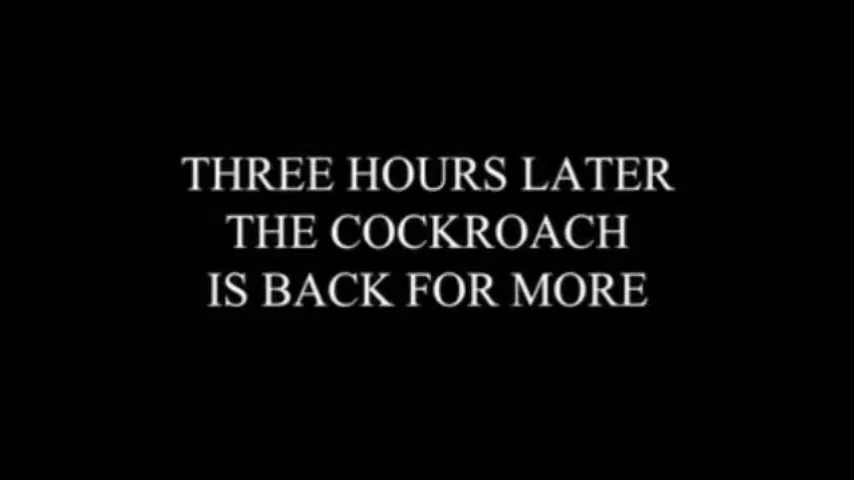 THREE HOURS LATER
THE COCKROACH
IS BACK FOR MORE